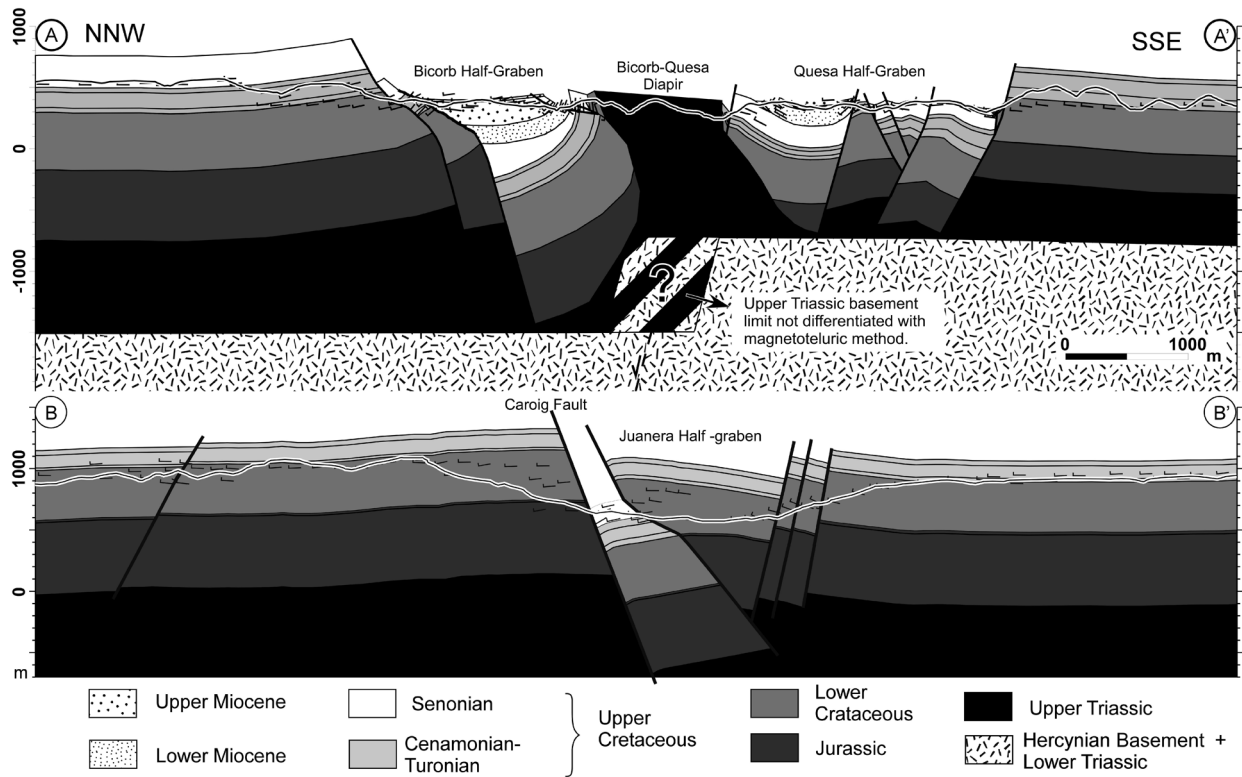 1000
A NNW
SSE A'
Bicorb Half-Graben
Bicorb-Quesa
Diapir
Quesa Half-Graben
0
-1000
?
Upper Triassic basement
limit not differentiated with
magnetoteluric method.
0 1000
m
B
Caroig Fault
B'
Juanera Half -graben
1000
0
m
Upper Miocene
Lower Miocene
Senonian
Cenamonian-
Turonian
Upper
Cretaceous
Lower
Crataceous
Jurassic
Upper Triassic
Hercynian Basement +
Lower Triassic